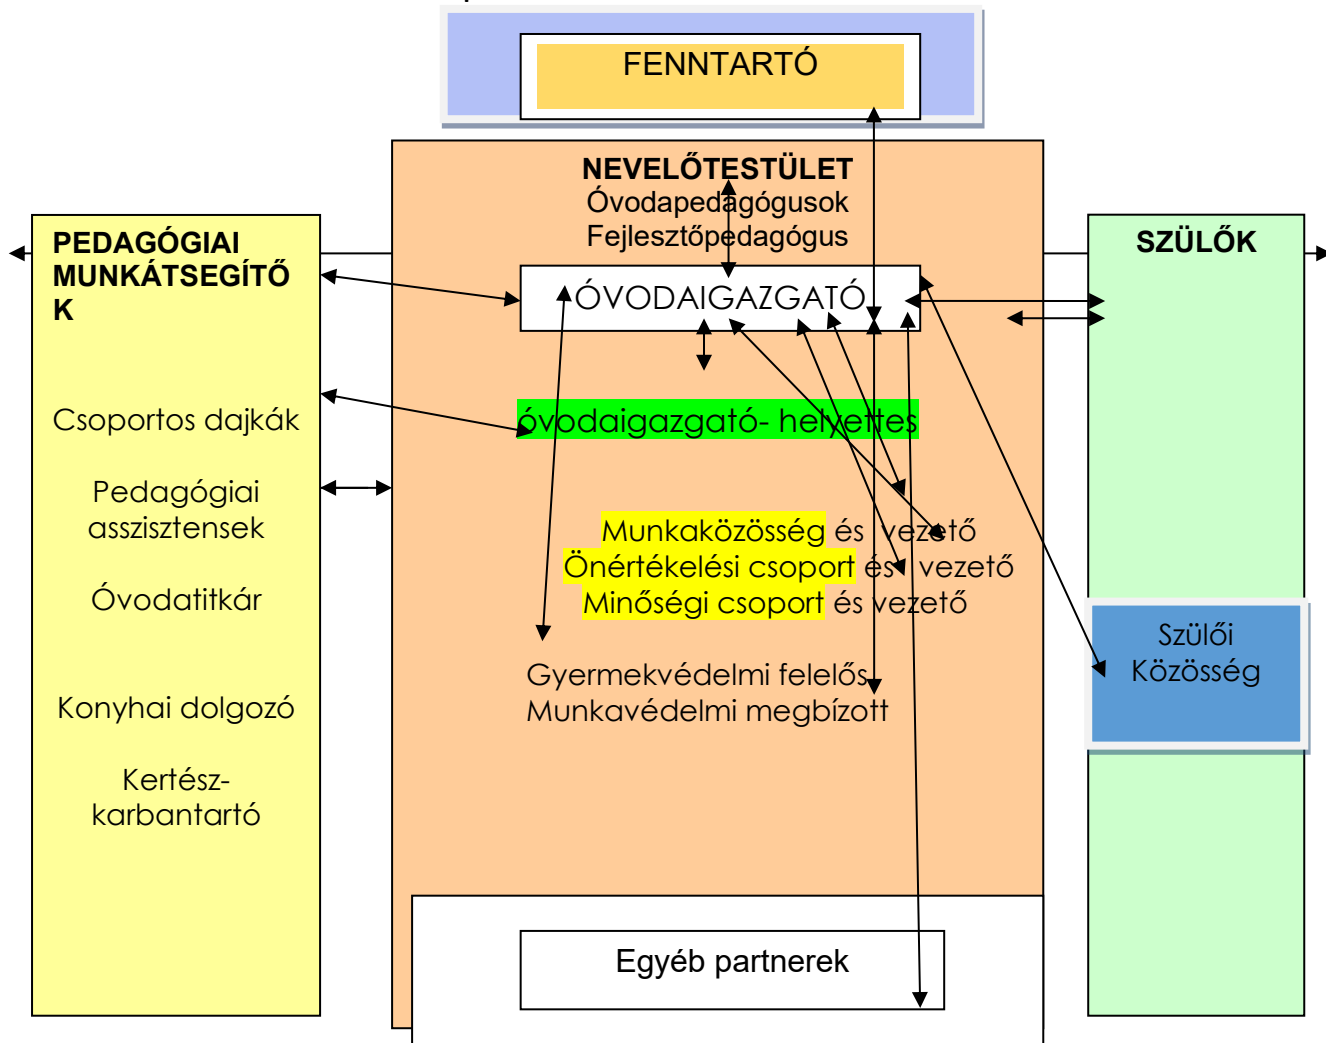 FENNTARTÓ
NEVELŐTESTÜLET
Óvodapedagógusok
Fejlesztőpedagógus
ÓVODAIGAZGATÓ
óvodaigazgató- helyettes
Munkaközösség és vezető
Önértékelési csoport és vezető
Minőségi csoport és vezető
Gyermekvédelmi felelős
Munkavédelmi megbízott
Egyéb partnerek
PEDAGÓGIAI
MUNKÁTSEGÍTŐ
K
Csoportos dajkák
Pedagógiai
asszisztensek
Óvodatitkár
Konyhai dolgozó
Kertész-
karbantartó
SZÜLŐK
Szülői
Közösség